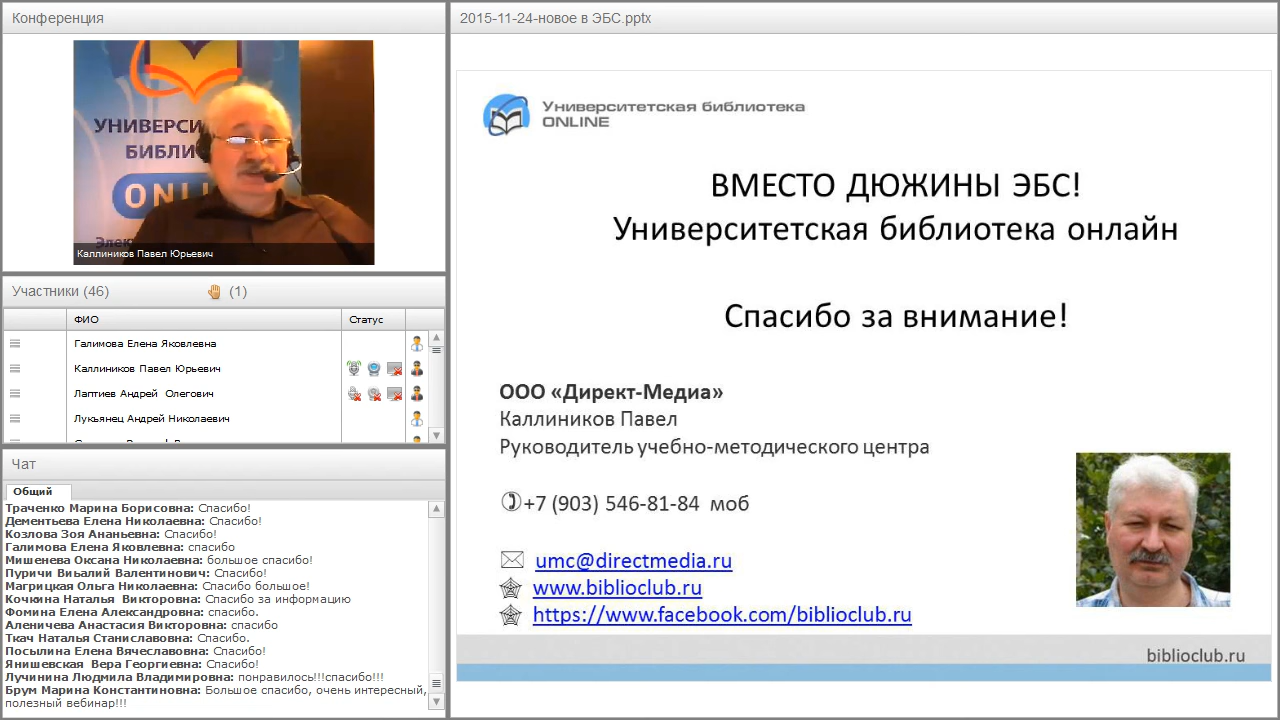 Конференция
УНИВЕРСИ
БИБЛИ
ONLI
Элек
Каллиников Павел Юрьевич
Участники (46)
(1)
ФИО
Статус
Галимова Елена Яковлевна
Каллиников Павел Юрьевич
Лаптиев Андрей Олегович
Лукьянец Андрей Николаевич
Чат
Общий
Траченко Марина Борисовна: Спасибо!
Дементьева Елена Николаевна: Спасибо!
Козлова Зоя Ананьевна: Спасибо!
Галимова Елена Яковлевна: спасибо
Мишенева Оксана Николаевна: большое спасибо!
Пуричи Виьалий Валентинович: Спасибо!
Магрицкая Ольга Николаевна: Спасибо большое!
Кочкина Наталья Викторовна: Спасибо за информацию
Фомина Елена Александровна: спасибо.
Аленичева Анастасия Викторовна: спасибо
Ткач Наталья Станиславовна: Спасибо.
Посылина Елена Вячеславовна: Спасибо!
Янишевская Вера Георгиевна: Спасибо!
Лучинина Людмила Владимировна: понравилось!!!спасибо!!!
Брум Марина Константиновна: Большое спасибо, очень интересный,
полезный вебинар!!!
2015-11-24-новое в ЭБС.pptx
Университетская библиотека
ONLINE
ВМЕСТО ДЮЖИНЫ ЭБС!
Университетская библиотека онлайн
Спасибо за внимание!
ООО «Директ-Медиа»
Каллиников Павел
Руководитель учебно-методического центра
+7 (903) 546-81-84 моб
umc@directmedia.ru
www.biblioclub.ru
https://www.facebook.com/biblioclub.ru
biblioclub.ru